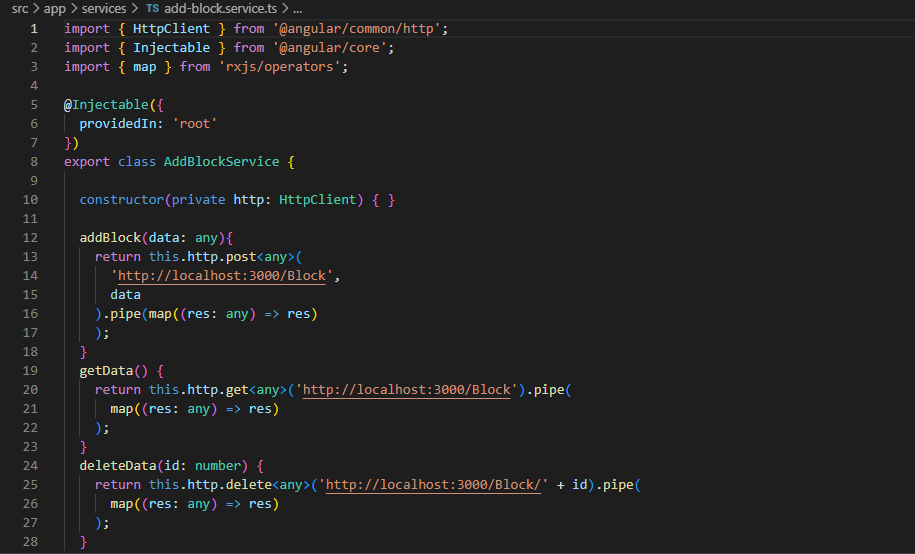 src > app > services > TS add-block.service.ts > ...
1 import { HttpClient } from '@angular/common/http';
2 import { Injectable } from '@angular/core';
3 import { map } from 'rxjs/operators';
4
5 @Injectable({
6   providedIn: 'root'
7 })
8 export class AddBlockService {
9
10   constructor(private http: HttpClient) { }
11
12   addBlock(data: any){
13     return this.http.post<any>(
14       'http://localhost:3000/Block',
15       data
16     ).pipe(map((res: any) => res)
17     );
18   }
19   getData() {
20     return this.http.get<any>('http://localhost:3000/Block').pipe(
21       map((res: any) => res)
22     );
23   }
24   deleteData(id: number) {
25     return this.http.delete<any>('http://localhost:3000/Block/' + id).pipe(
26       map((res: any) => res)
27     );
28   }